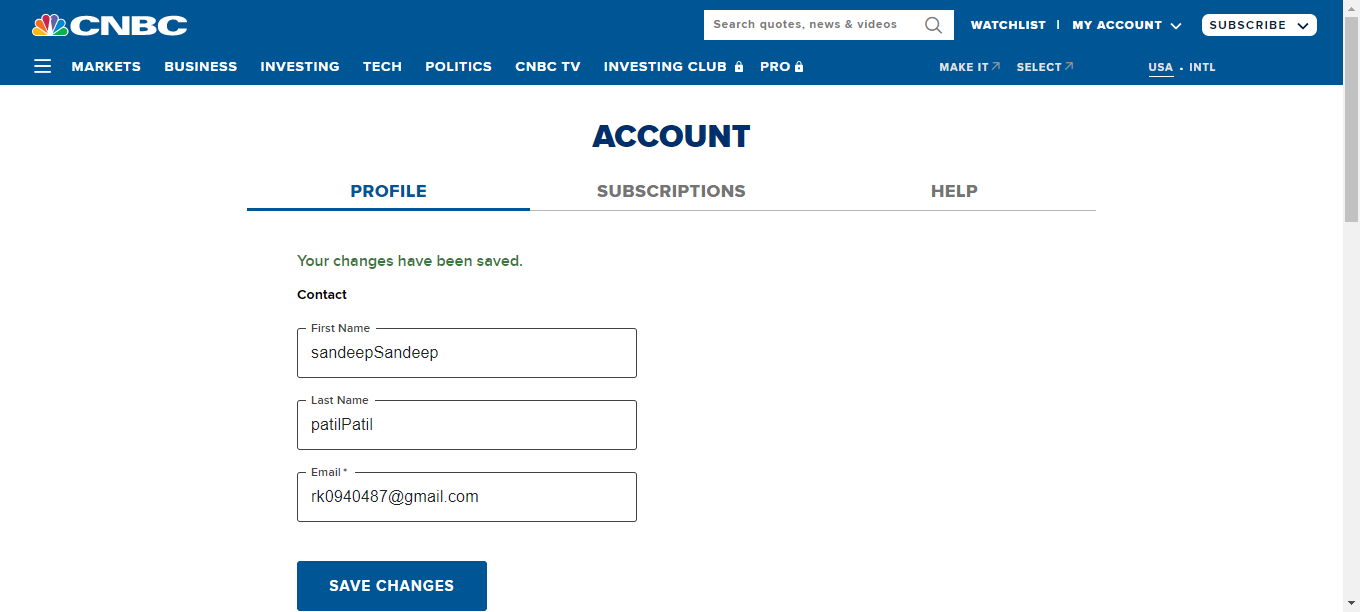 CNBC
Search quotes, news & videos
WATCHLIST | MY ACCOUNT
SUBSCRIBE
MARKETS BUSINESS INVESTING TECH POLITICS CNBC TV INVESTING CLUB PRO
MAKE IT SELECT
USA • INTL
ACCOUNT
PROFILE SUBSCRIPTIONS HELP
Your changes have been saved.
Contact
First Name
sandeepSandeep
Last Name
patilPatil
Email *
rk0940487@gmail.com
SAVE CHANGES